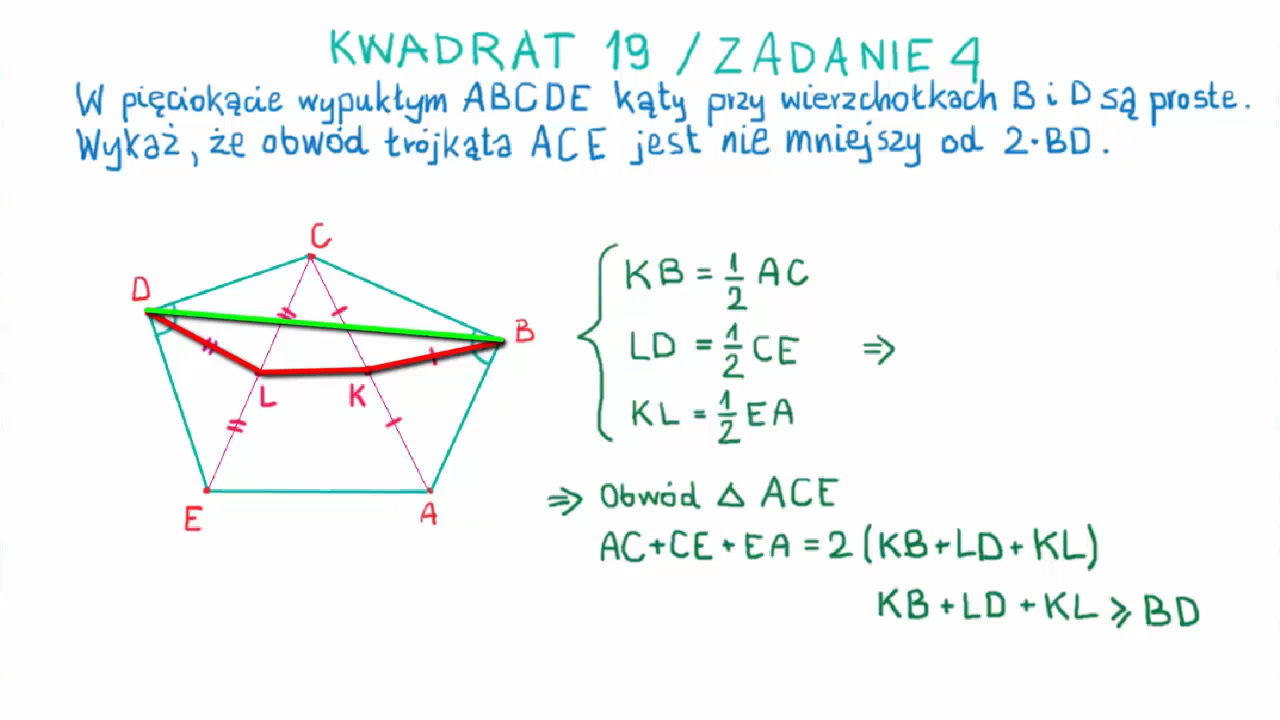 KWADRAT 19 / ZADANIE 4
W pięciokącie wypukłym ABCDE kąty przy wierzchołkach B i D są proste.
Wykaż, że obwód trójkąta ACE jest nie mniejszy od 2·BD.
C
D
B
L
K
E
A
KB = 1/2 AC
LD = 1/2 CE ⇒
KL = 1/2 EA
⇒ Obwód △ ACE
AC+CE+EA = 2(KB+LD+KL)
KB+LD+KL ⩾ BD